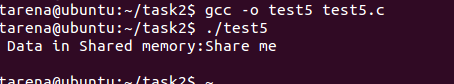 tarena@ubuntu:~/task2$ gcc -o test5 test5.c
tarena@ubuntu:~/task2$ ./test5
 Data in Shared memory:Share me
tarena@ubuntu:~/task2$ ~